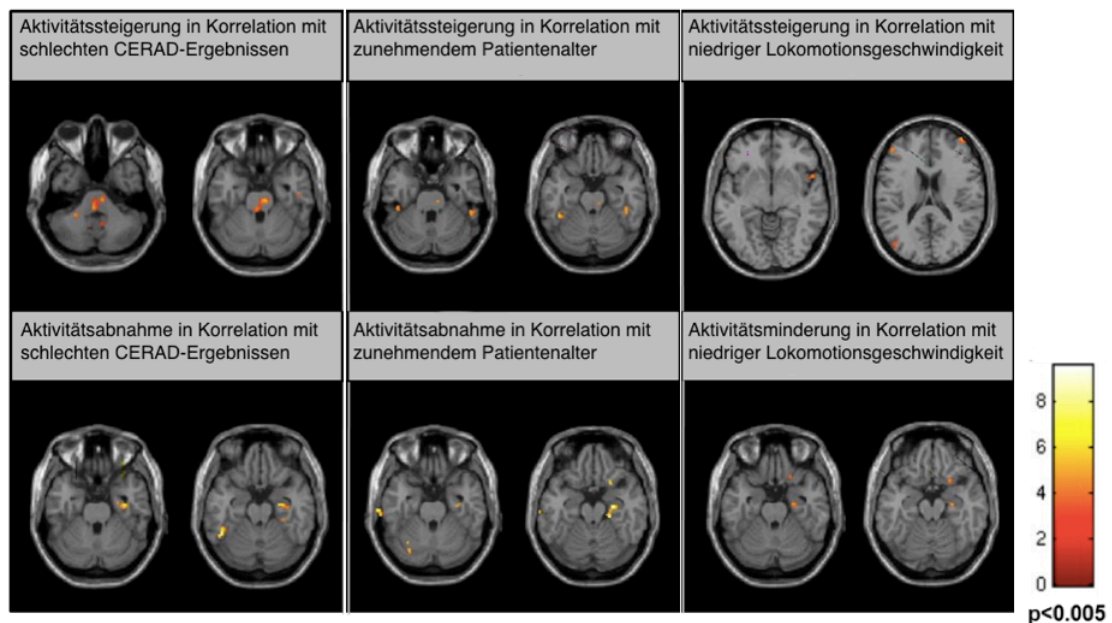 Aktivitätssteigerung in Korrelation mit
schlechten CERAD-Ergebnissen
Aktivitätssteigerung in Korrelation mit
zunehmendem Patientenalter
Aktivitätssteigerung in Korrelation mit
niedriger Lokomotionsgeschwindigkeit
Aktivitätsabnahme in Korrelation mit
schlechten CERAD-Ergebnissen
Aktivitätsabnahme in Korrelation mit
zunehmendem Patientenalter
Aktivitätsminderung in Korrelation mit
niedriger Lokomotionsgeschwindigkeit
8
6
4
2
0
p<0.005